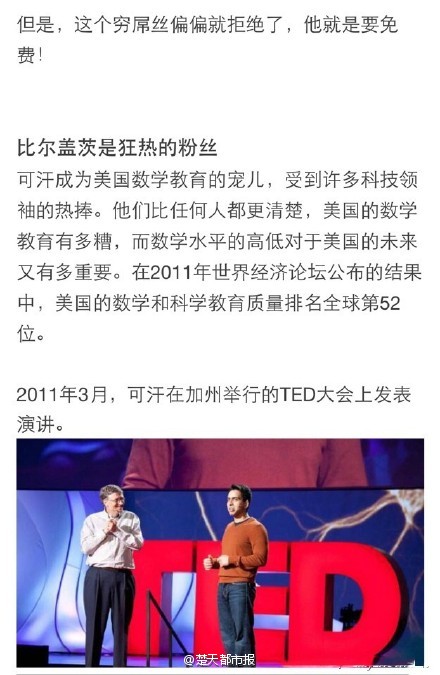 但是，这个穷屌丝偏偏就拒绝了，他就是要免
费！
比尔盖茨是狂热的粉丝
可汗成为美国数学教育的宠儿，受到许多科技领
袖的热捧。他们比任何人都更清楚，美国的数学
教育有多糟，而数学水平的高低对于美国的未来
又有多重要。在2011年世界经济论坛公布的结果
中，美国的数学和科学教育质量排名全球第52
位。
2011年3月，可汗在加州举行的TED大会上发表
演讲。
TED
@楚天都市报